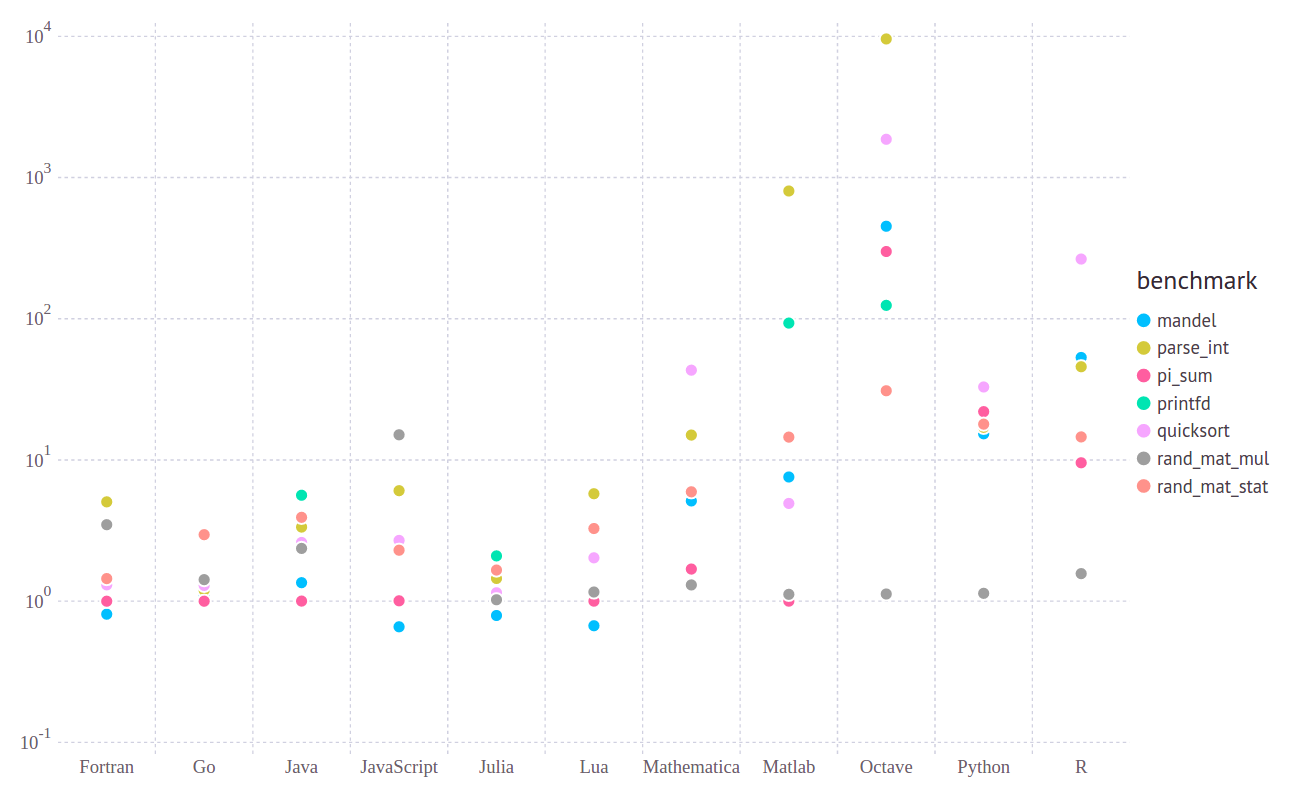 10^4
10^3
10^2
10^1
10^0
10^-1
Fortran Go Java JavaScript Julia Lua Mathematica Matlab Octave Python R
benchmark
mandel
parse_int
pi_sum
printfd
quicksort
rand_mat_mul
rand_mat_stat